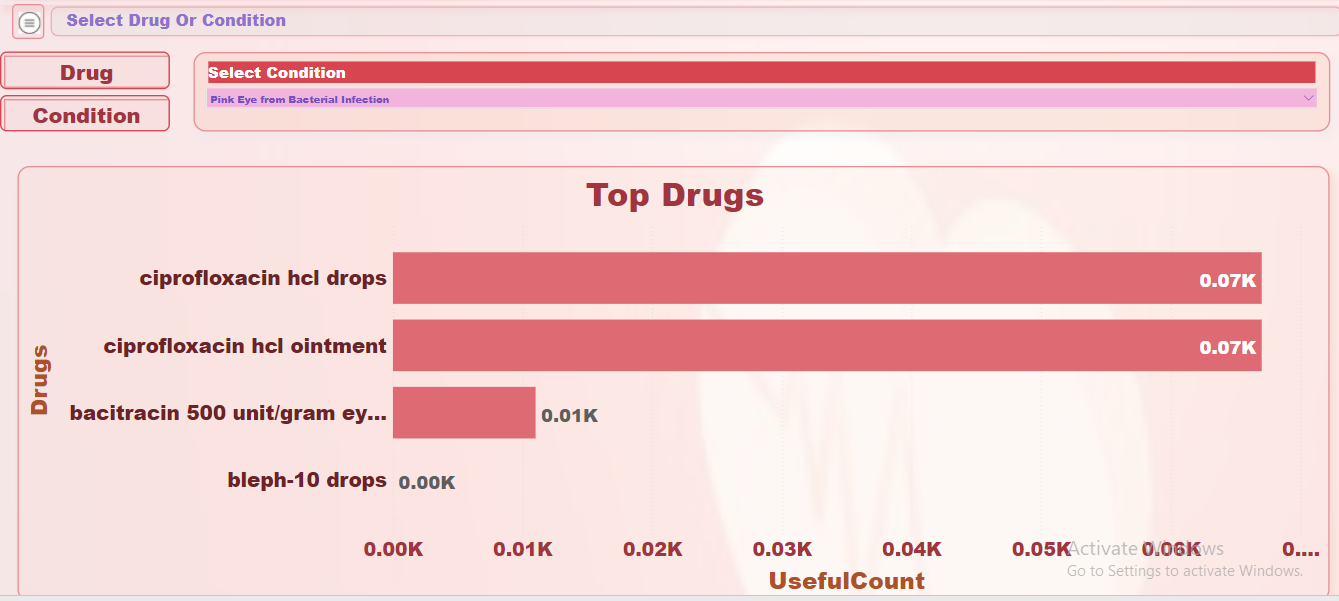 Select Drug Or Condition
Drug
Condition
Select Condition
Pink Eye from Bacterial Infection
Top Drugs
Drugs
ciprofloxacin hcl drops 0.07K
ciprofloxacin hcl ointment 0.07K
bacitracin 500 unit/gram ey... 0.01K
bleph-10 drops 0.00K
0.00K 0.01K 0.02K 0.03K 0.04K 0.05K 0.06K 0....
UsefulCount
Activate Windows
Go to Settings to activate Windows.